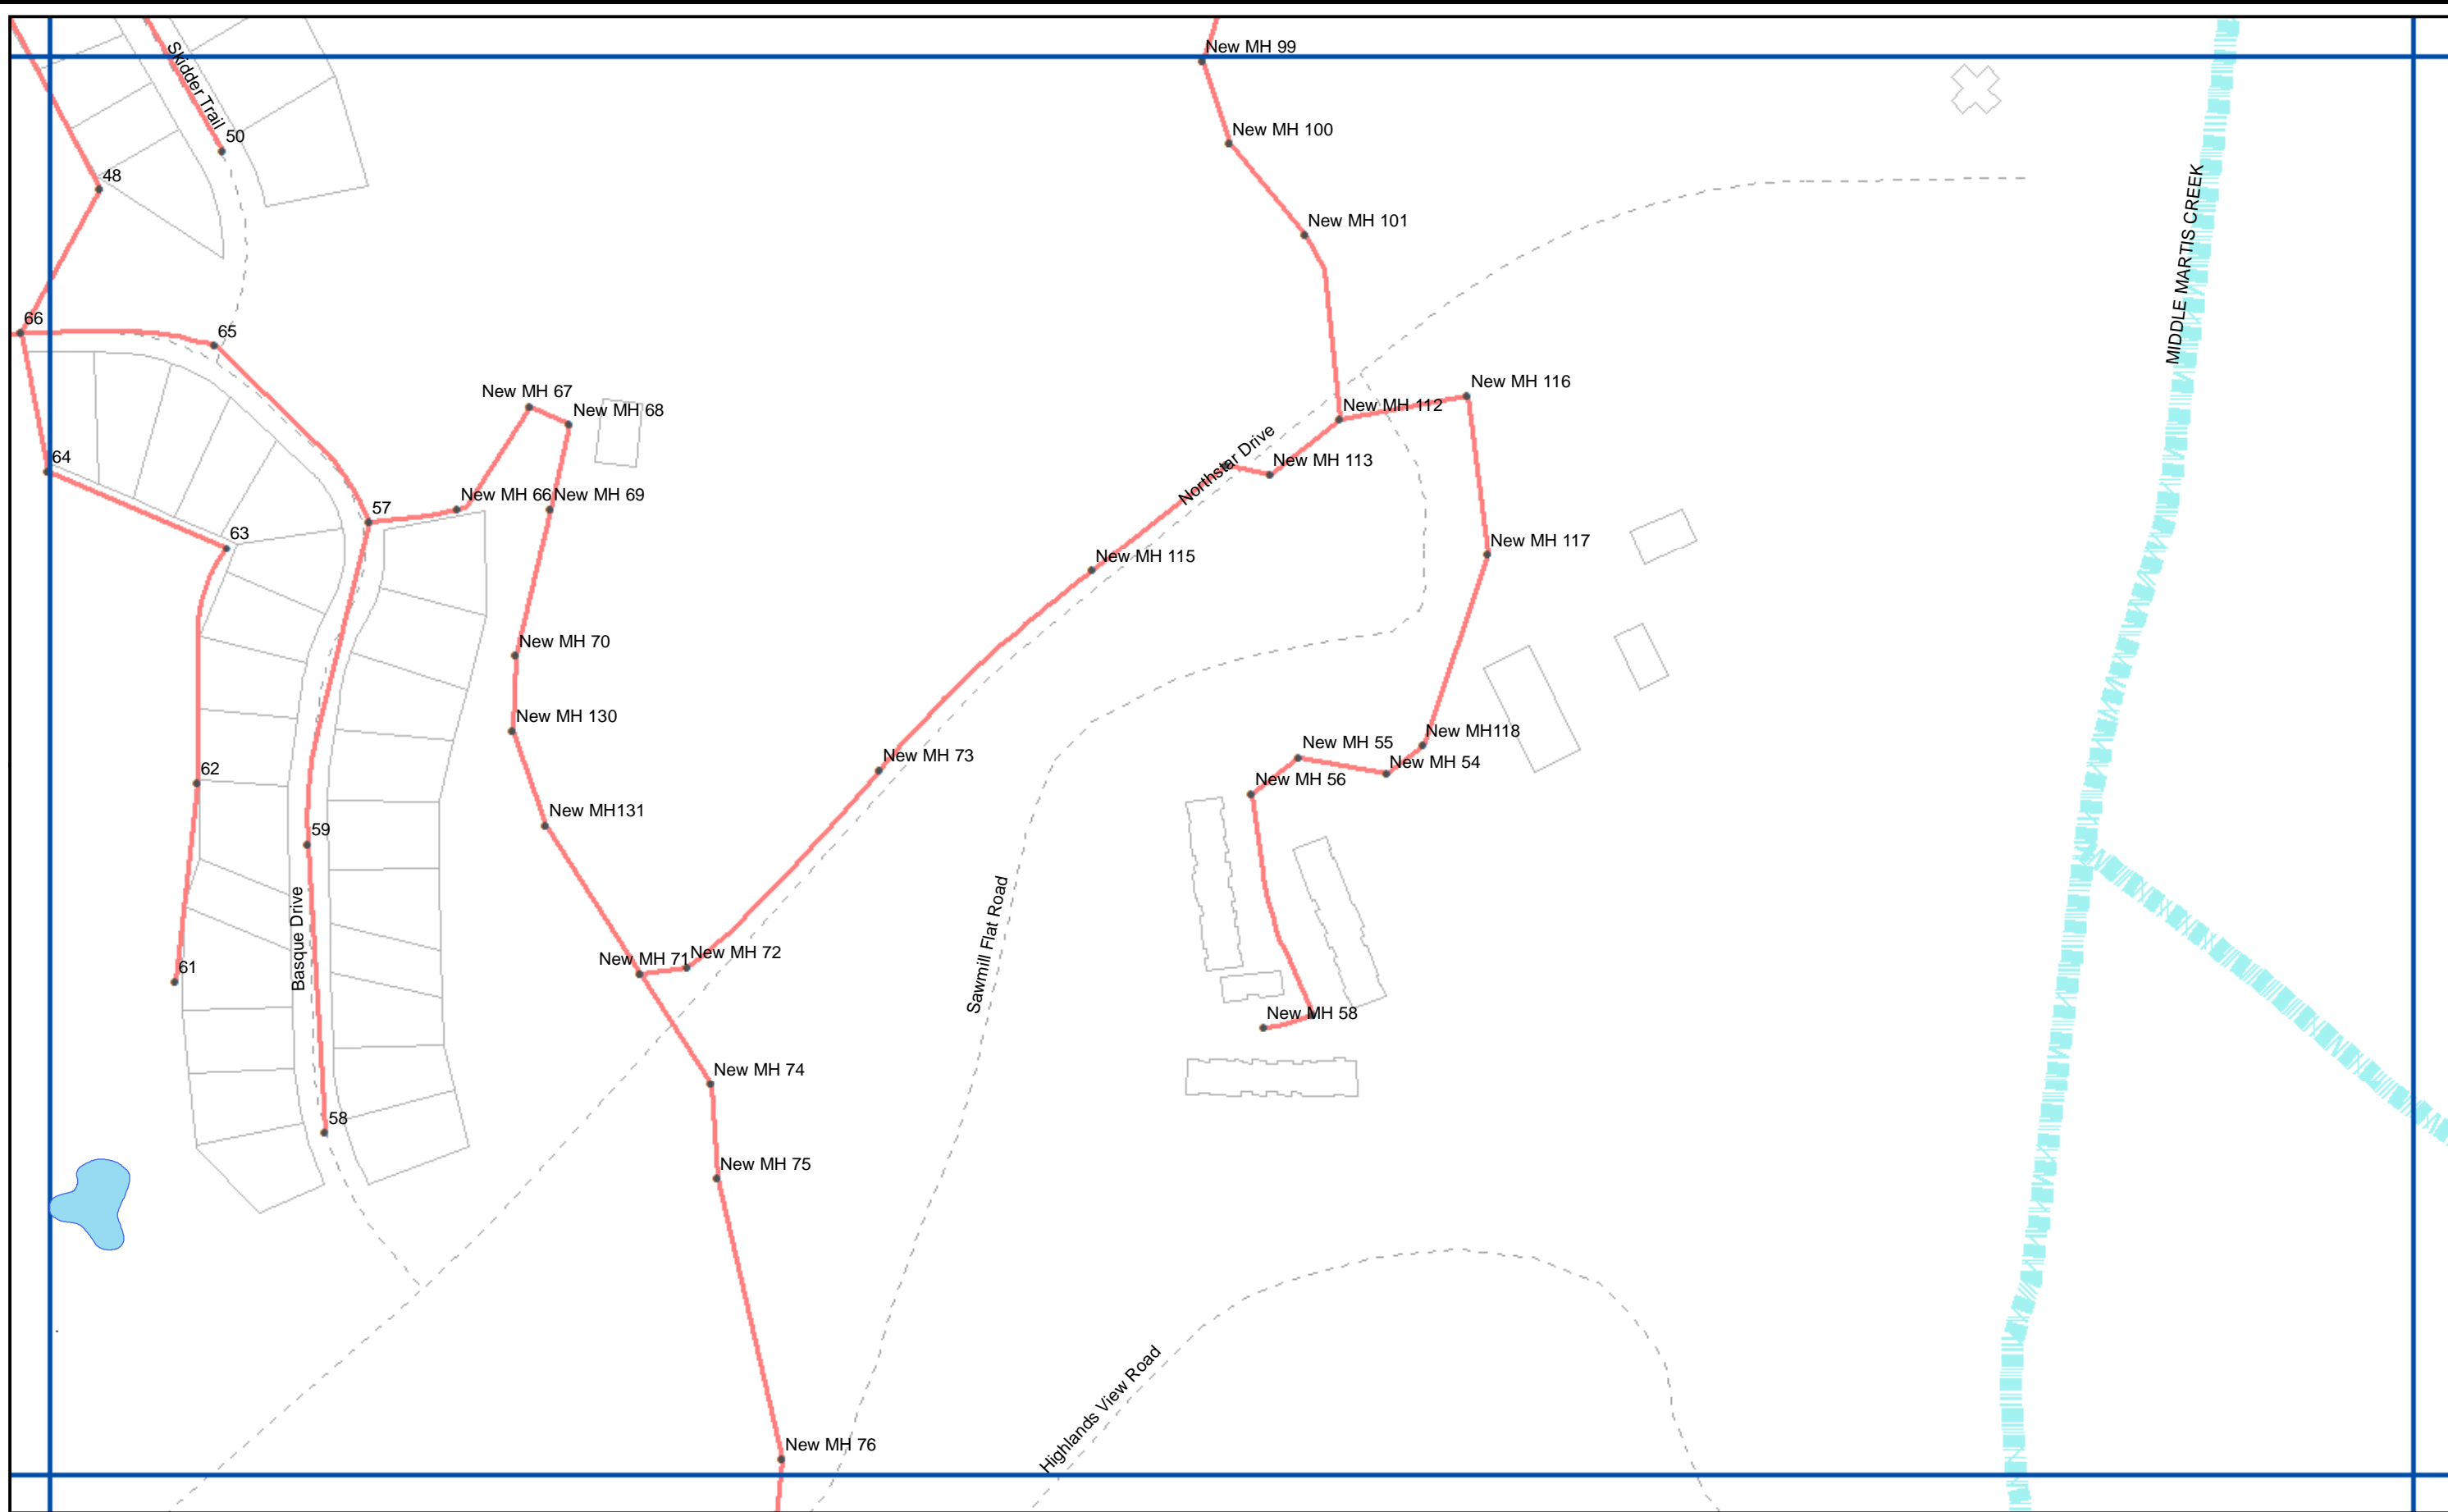 New MH 99
Skidder Trail
New MH 100
50
48
MIDDLE MARTIS CREEK
New MH 101
66
65
New MH 116
New MH 67
New MH 68
New MH 112
Northstar Drive
64
New MH 113
New MH 66
New MH 69
57
63
New MH 117
New MH 115
New MH 70
New MH 130
New MH118
New MH 55
New MH 73
New MH 54
62
New MH 56
New MH131
59
Basque Drive
Sawmill Flat Road
New MH 72
New MH 71
61
New MH 58
New MH 74
58
New MH 75
Highlands View Road
New MH 76